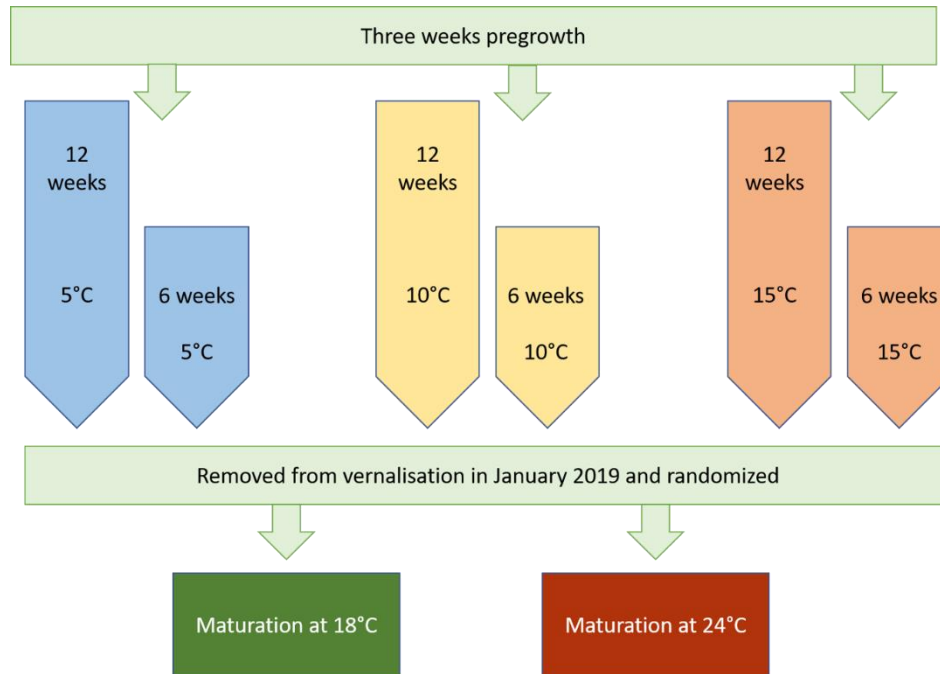 Three weeks pregrowth
12
weeks
5°C
6 weeks
5°C
12
weeks
10°C
6 weeks
10°C
12
weeks
15°C
6 weeks
15°C
Removed from vernalisation in January 2019 and randomized
Maturation at 18°C
Maturation at 24°C